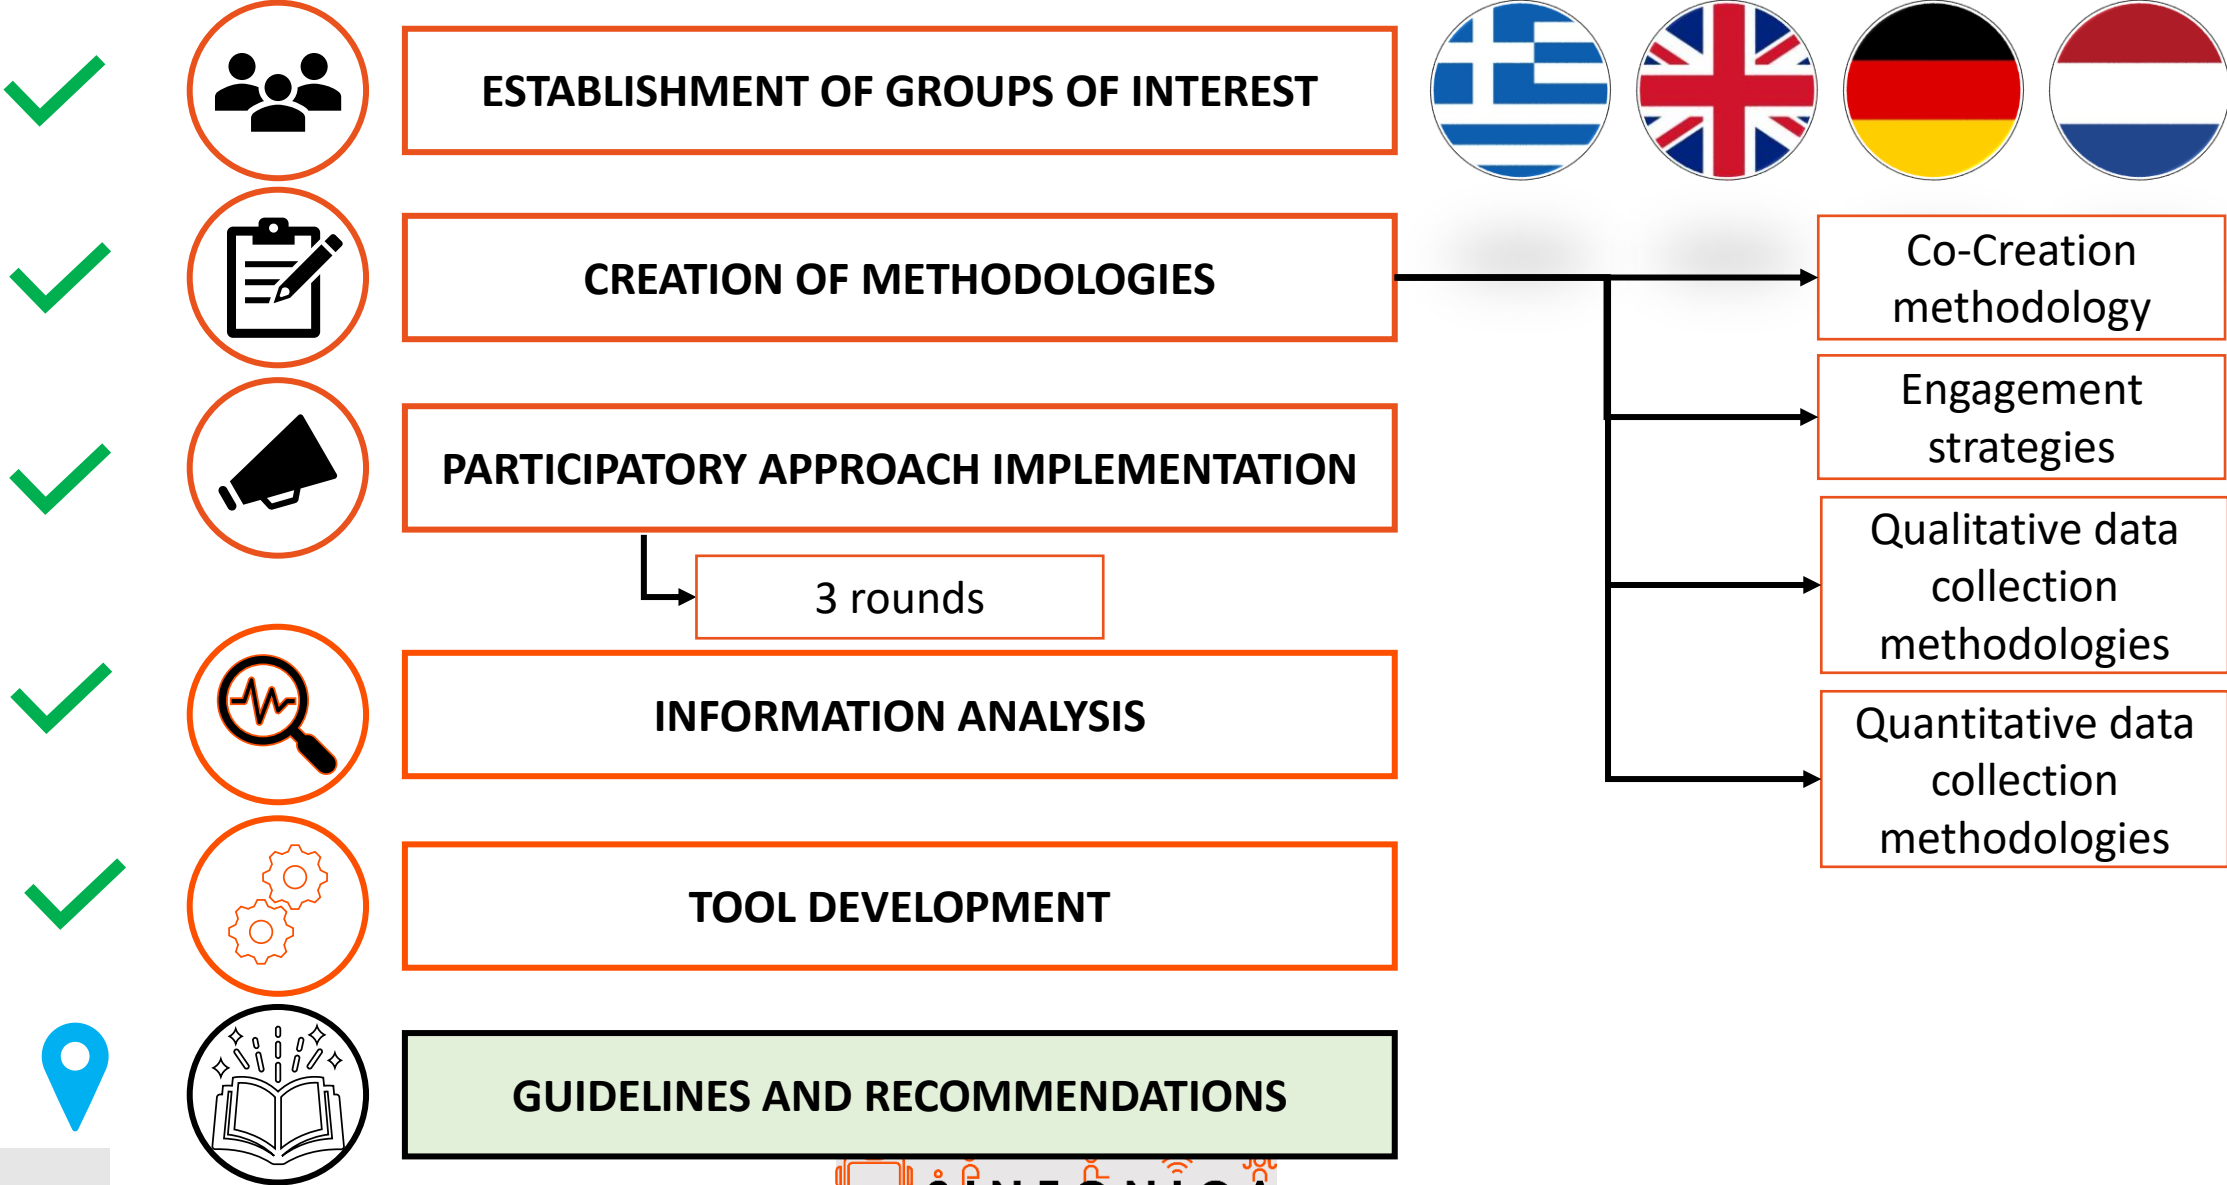 ESTABLISHMENT OF GROUPS OF INTEREST
CREATION OF METHODOLOGIES
Co-Creation
methodology
Engagement
strategies
Qualitative data
collection
methodologies
Quantitative data
collection
methodologies
PARTICIPATORY APPROACH IMPLEMENTATION
3 rounds
INFORMATION ANALYSIS
TOOL DEVELOPMENT
GUIDELINES AND RECOMMENDATIONS